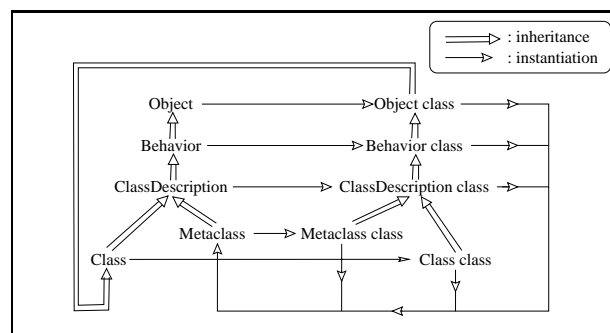 : inheritance
: instantiation
Object
Object class
Behavior
Behavior class
ClassDescription
ClassDescription class
Metaclass
Metaclass class
Class
Class class